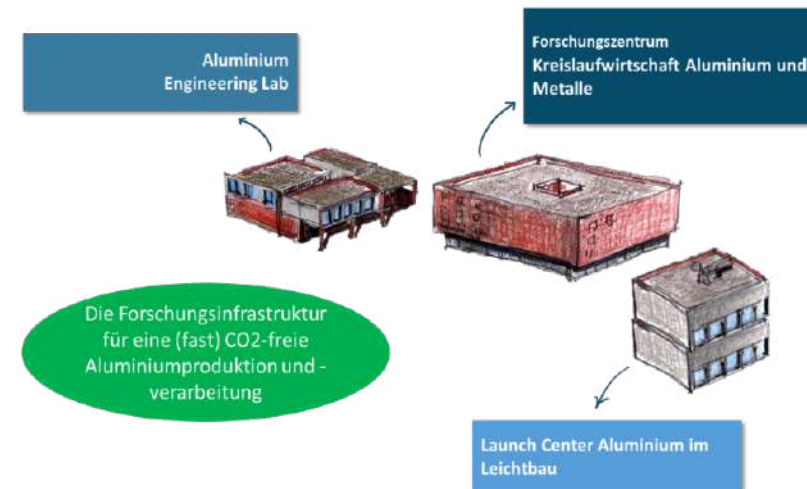 Aluminium
Engineering Lab
Forschungszentrum
Kreislaufwirtschaft Aluminium und
Metalle
Die Forschungsinfrastruktur
für eine (fast) CO2-freie
Aluminiumproduktion und -
verarbeitung
Launch Center Aluminium im
Leichtbau